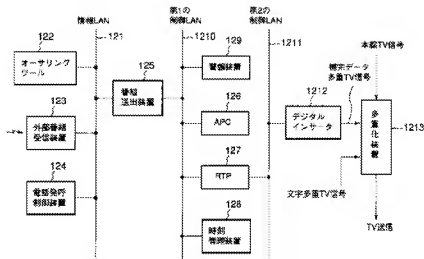 情報LAN
第1の
制御LAN
第2の
制御LAN
121
1210
1211
122
オーサリング
ツール
123
外部番組
受信装置
124
電話発呼
制御装置
125
番組
送出装置
129
警報装置
126
APC
127
RTP
128
時刻
管理装置
1212
デジタル
インサータ
補完データ
多重TV信号
本線TV信号
多重化装置
1213
文字多重TV信号
TV送信